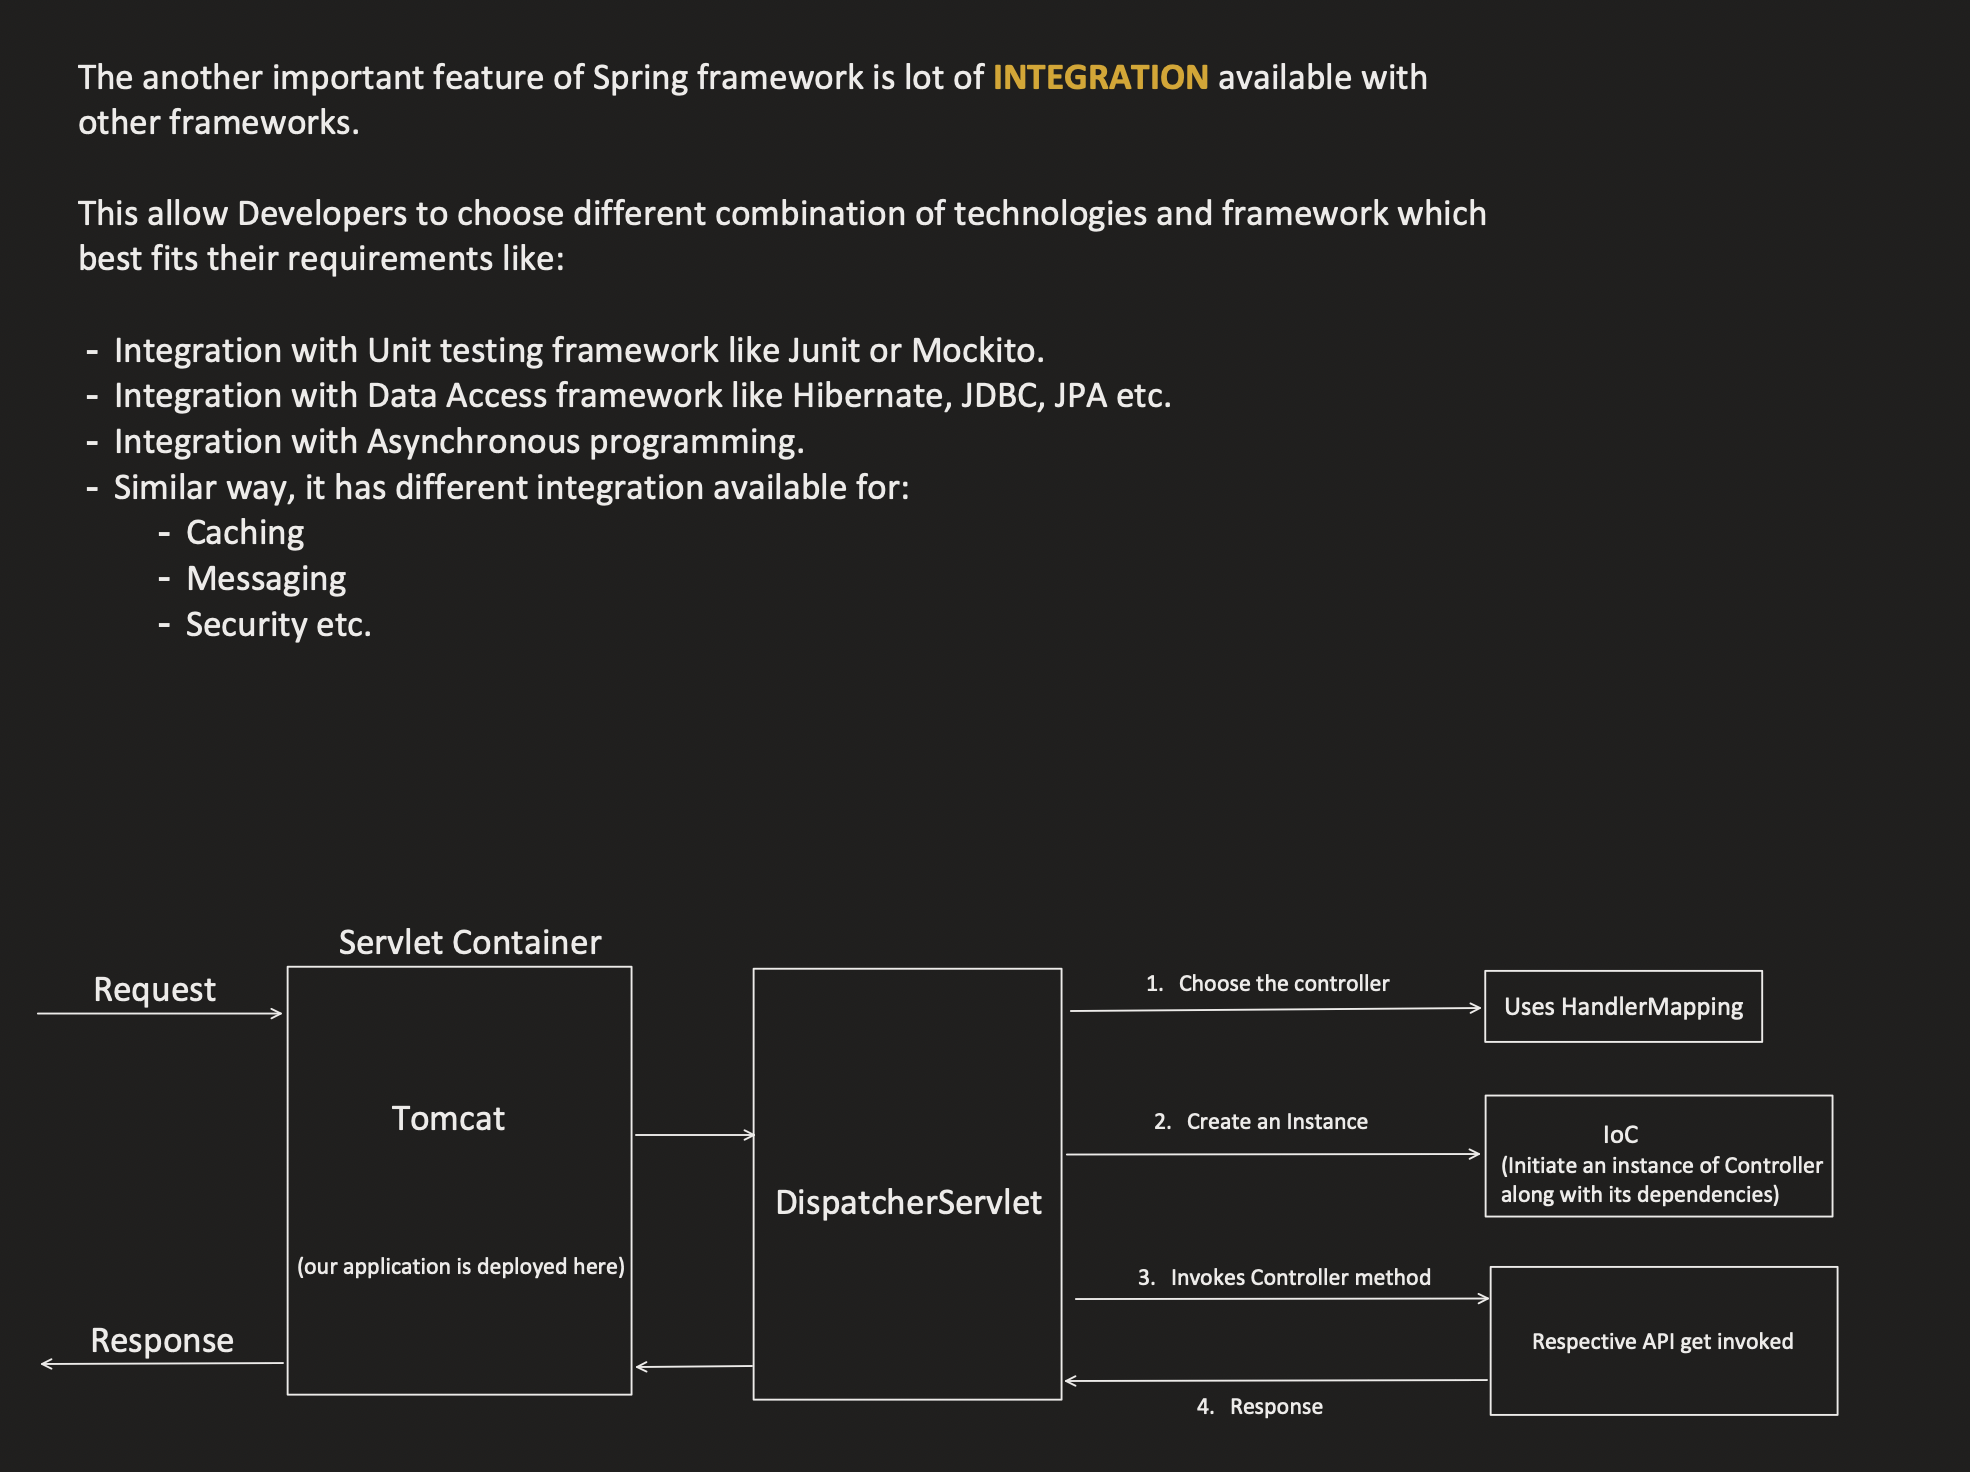 The another important feature of Spring framework is lot of INTEGRATION available with
other frameworks.
This allow Developers to choose different combination of technologies and framework which
best fits their requirements like:
- Integration with Unit testing framework like Junit or Mockito.
- Integration with Data Access framework like Hibernate, JDBC, JPA etc.
- Integration with Asynchronous programming.
- Similar way, it has different integration available for:
- Caching
- Messaging
- Security etc.
Servlet Container
Request
Tomcat
(our application is deployed here)
Response
DispatcherServlet
1. Choose the controller
Uses HandlerMapping
2. Create an Instance
IoC
(Initiate an instance of Controller
along with its dependencies)
3. Invokes Controller method
Respective API get invoked
4. Response